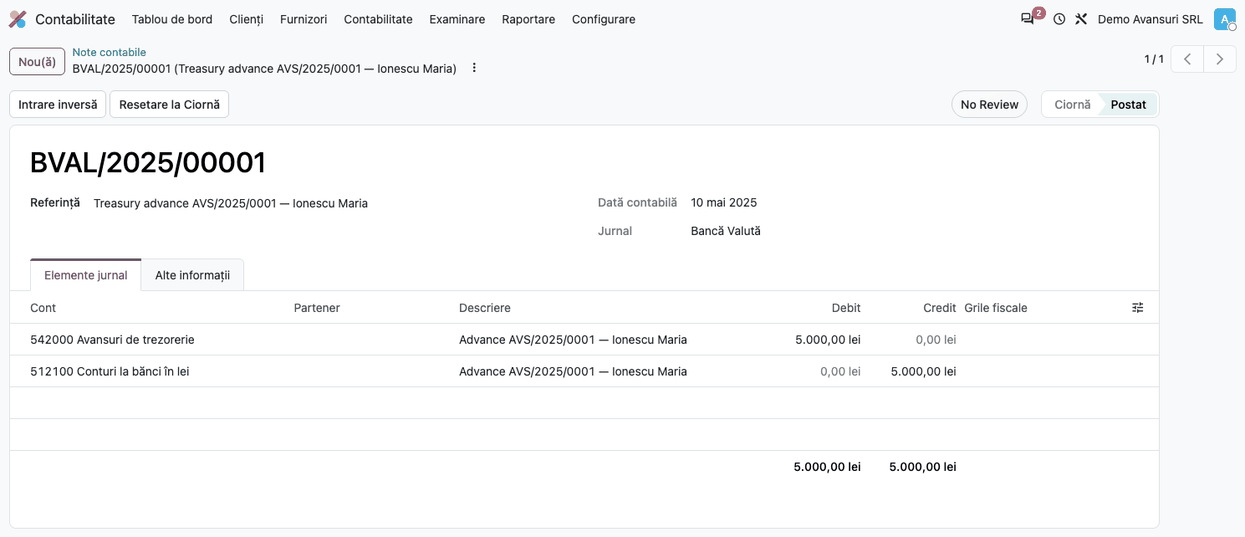 Contabilitate Tablou de bord Clienți Furnizori Contabilitate Examinare Raportare Configurare 2 Demo Avansuri SRL A
Nou(ă) Note contabile
BVAL/2025/00001 (Treasury advance AVS/2025/0001 — Ionescu Maria) 1 / 1
Intrare inversă Resetare la Ciornă No Review Ciornă Postat
BVAL/2025/00001
Referință Treasury advance AVS/2025/0001 — Ionescu Maria Dată contabilă 10 mai 2025
Jurnal Bancă Valută
Elemente jurnal Alte informații
Cont Partener Descriere Debit Credit Grile fiscale
542000 Avansuri de trezorerie Advance AVS/2025/0001 — Ionescu Maria 5.000,00 lei 0,00 lei
512100 Conturi la bănci în lei Advance AVS/2025/0001 — Ionescu Maria 0,00 lei 5.000,00 lei
5.000,00 lei 5.000,00 lei